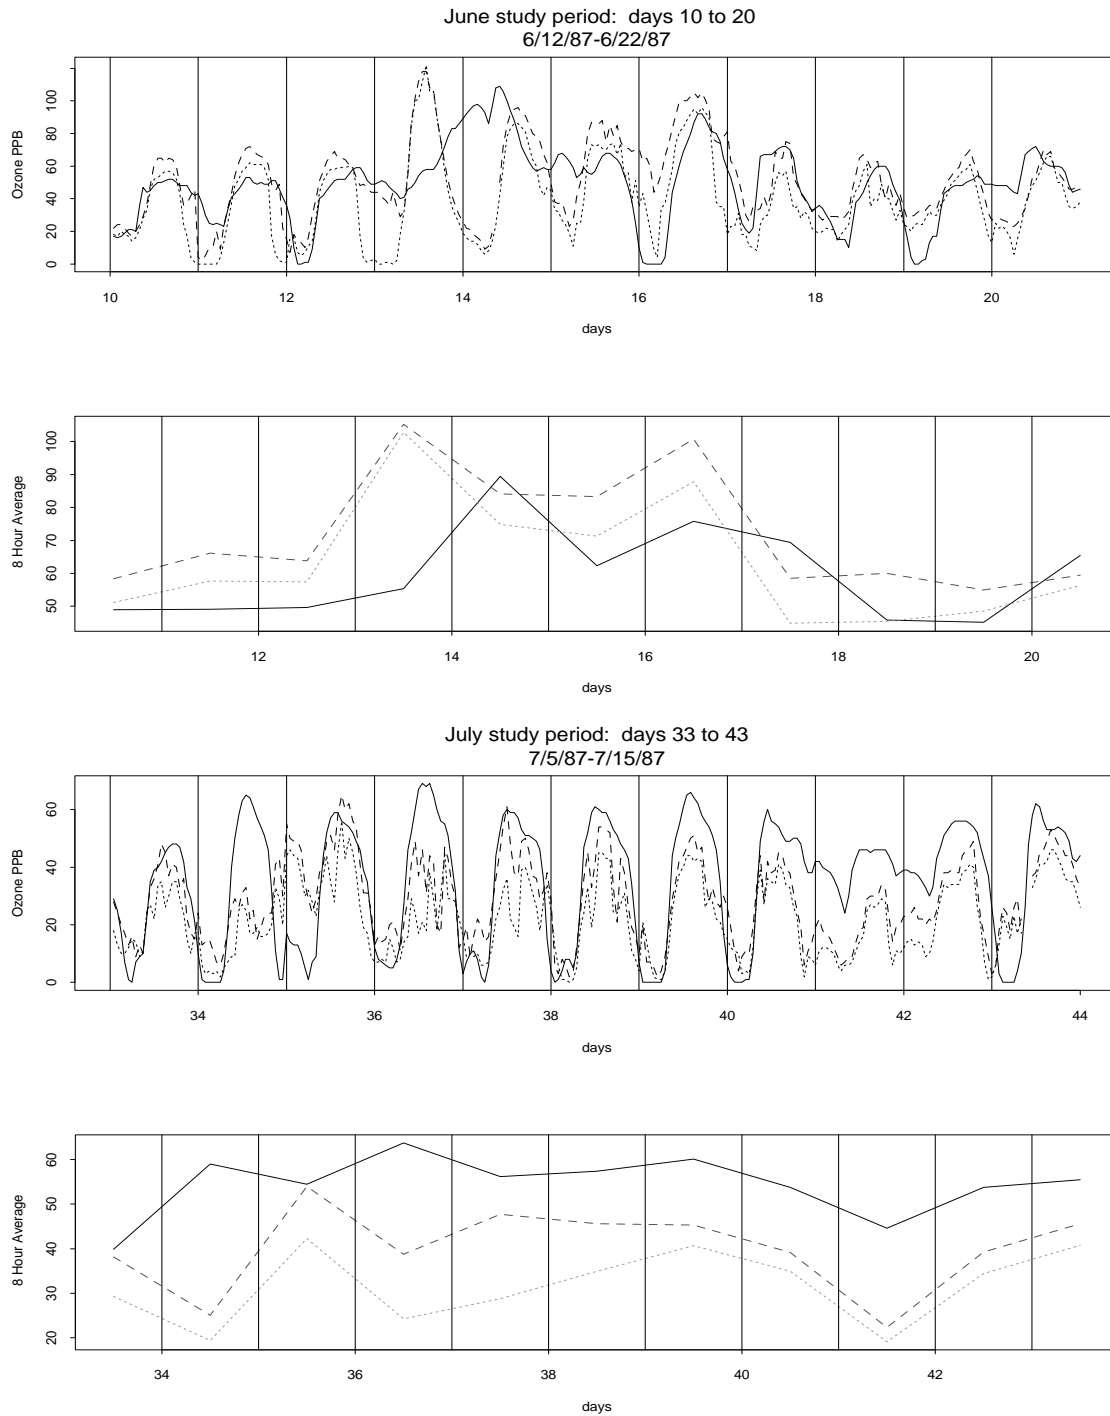 June study period: days 10 to 20
6/12/87-6/22/87
Ozone PPB
0 20 40 60 80 100
10 12 14 16 18 20
days
8 Hour Average
50 60 70 80 90 100
12 14 16 18 20
days
July study period: days 33 to 43
7/5/87-7/15/87
Ozone PPB
0 20 40 60
34 36 38 40 42 44
days
8 Hour Average
20 30 40 50 60
34 36 38 40 42
days